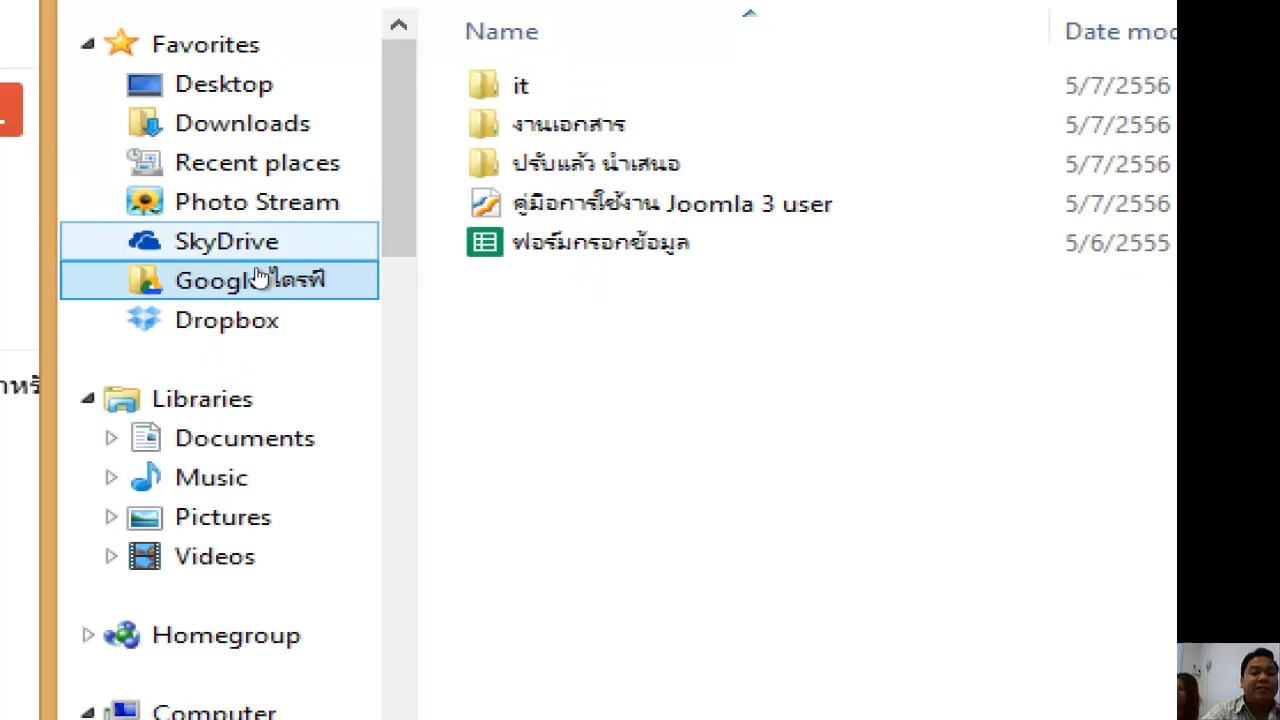 Favorites
Desktop
Downloads
Recent places
Photo Stream
SkyDrive
Google ไดรฟ์
Dropbox
Libraries
Documents
Music
Pictures
Videos
Homegroup
Computer
Name
Date mod
it
5/7/2556
งานเอกสาร
5/7/2556
ปรับแล้ว นำเสนอ
5/7/2556
คู่มือการใช้งาน Joomla 3 user
5/7/2556
ฟอร์มกรอกข้อมูล
5/6/2555